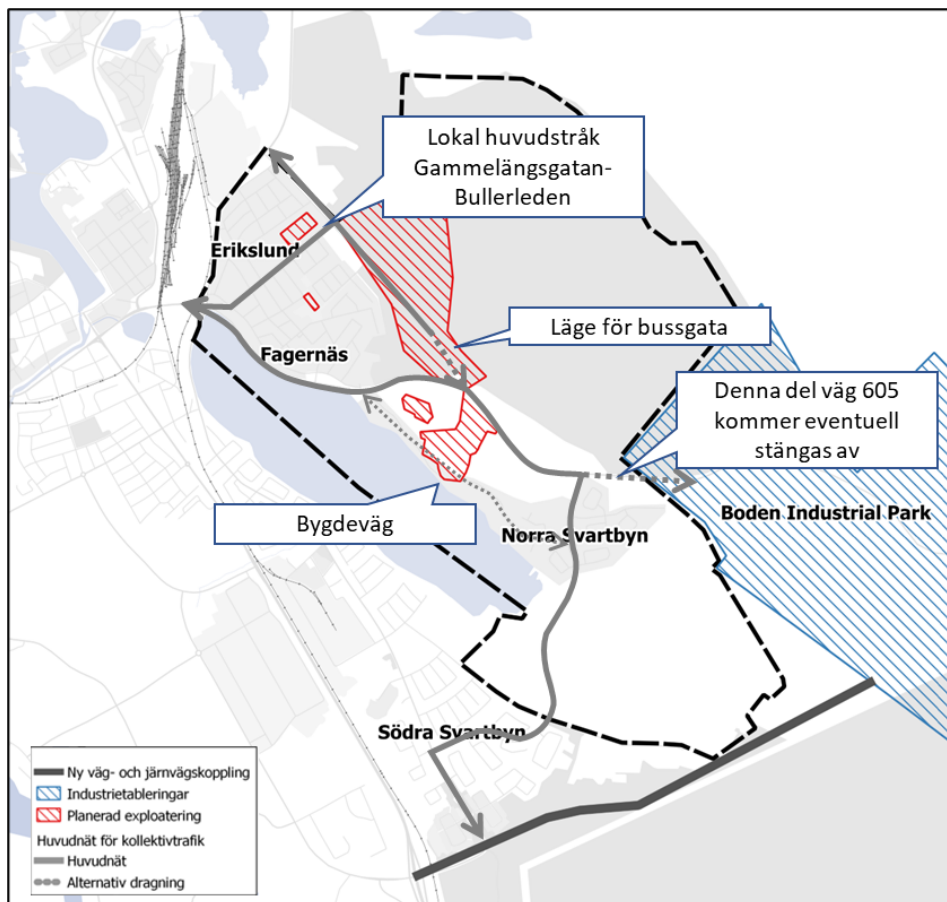 Lokal huvudstråk
Gammelängsgatan-
Bullerleden
Erikslund
Läge för bussgata
Fagernäs
Denna del väg 605
kommer eventuell
stängas av
Boden Industrial Park
Bygdeväg
Norra Svartbyn
Södra Svartbyn
Ny väg- och järnvägskoppling
Industrietableringar
Planerad exploatering
Huvudnät för kollektivtrafik
Huvudnät
Alternativ dragning